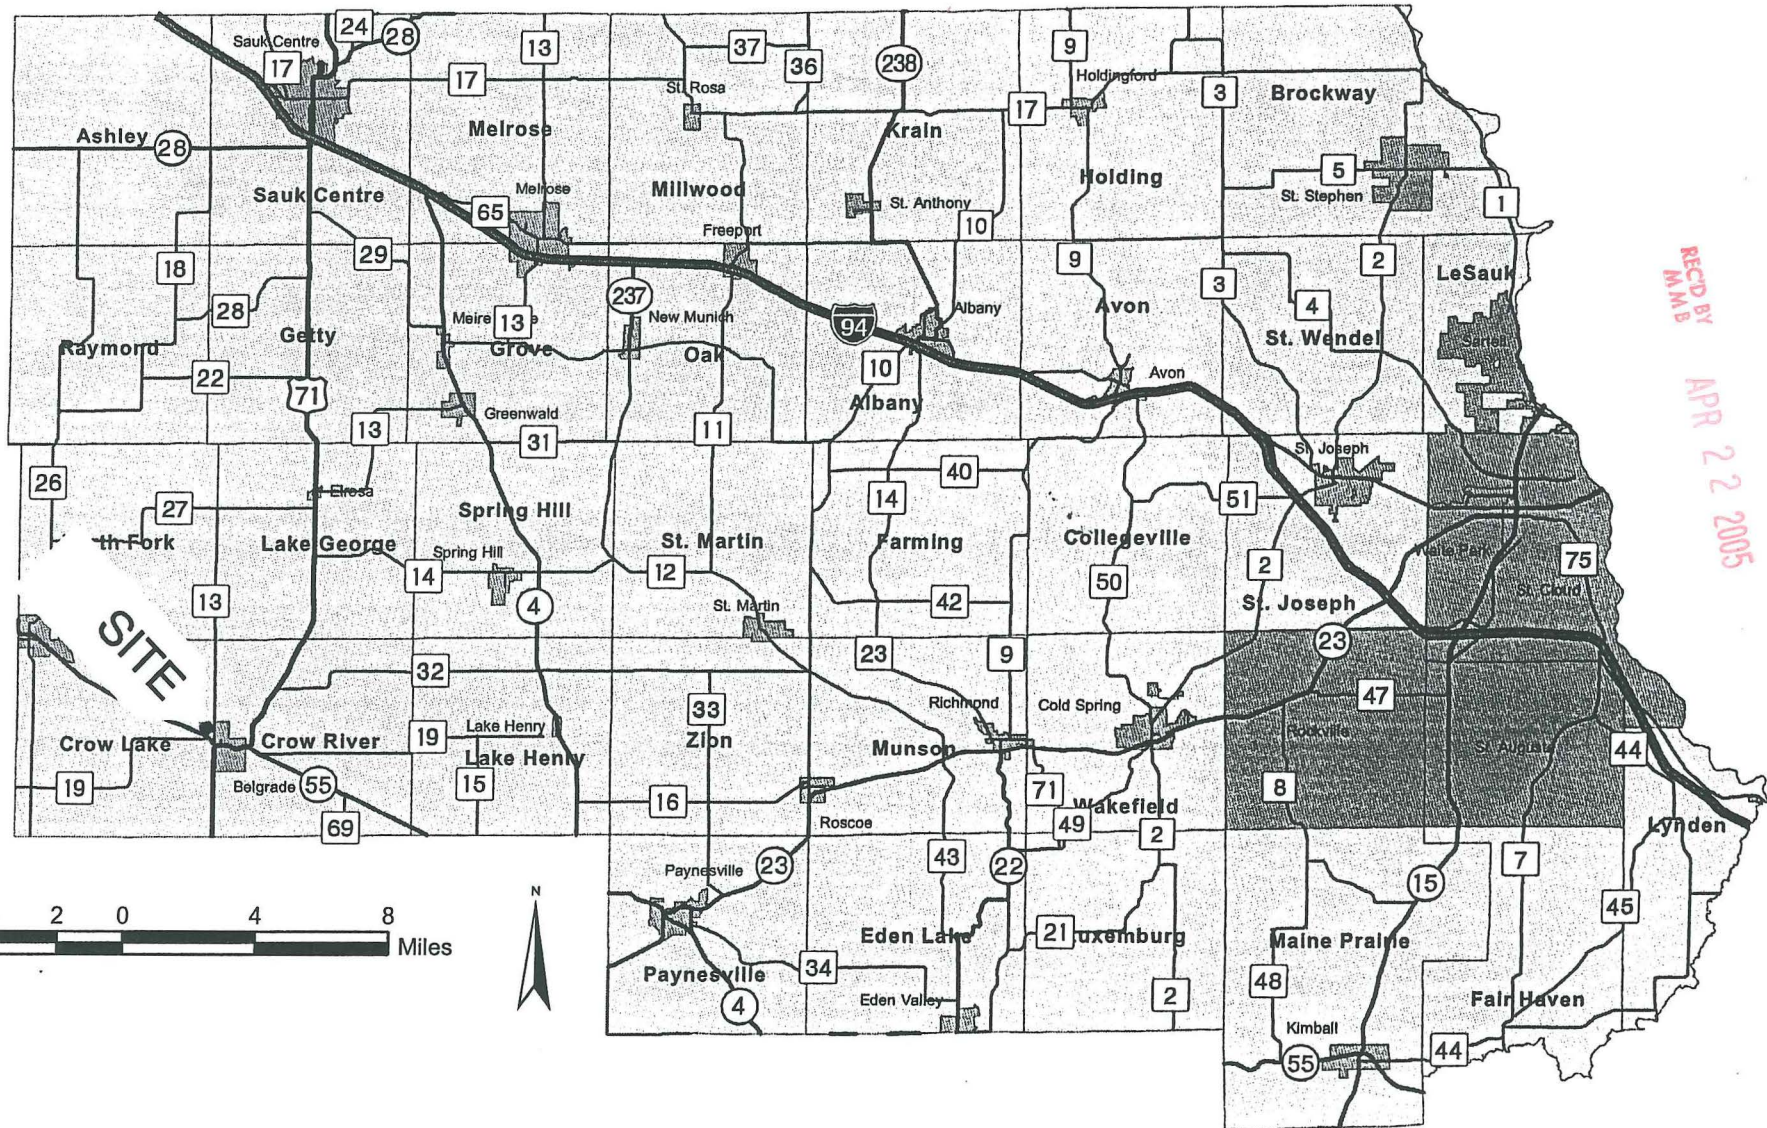 24
Sauk Centre
28
13
37
9
17
36
238
Holdingford
17
St. Rosa
3
Brockway
17
Ashley
28
Melrose
Krain
Holding
5
St. Stephen
Sauk Centre
Melrose
Millwood
65
St. Anthony
1
10
Freeport
29
9
2
18
3
LeSauk
237
Avon
4
28
13
New Munich
94
Albany
St. Wendel
Getty
Grove
Oak
Sartell
Raymond
22
10
Avon
71
Albany
Greenwald
13
31
11
St. Joseph
26
Elrosa
40
14
51
27
Spring Hill
th Fork
Lake George
St. Martin
Farming
Collegeville
Waite Park
Spring Hill
75
14
12
2
13
50
St. Cloud
4
42
St. Joseph
St. Martin
SITE
23
32
23
9
47
33
Richmond
Cold Spring
Rockville
Crow Lake
Crow River
19
Lake Henry
Zion
Munson
St. Augusta
Lake Henry
44
19
Belgrade
55
15
16
71
8
Wakefield
69
Roscoe
49
Lynden
2
Paynesville
23
43
22
7
15
2 0 4 8
Miles
N
45
Eden Lake
21
uxemburg
Maine Prairie
Paynesville
34
48
4
Eden Valley
2
Fair Haven
Kimball
55
44
REC'D BY
MMB
APR 22 2005